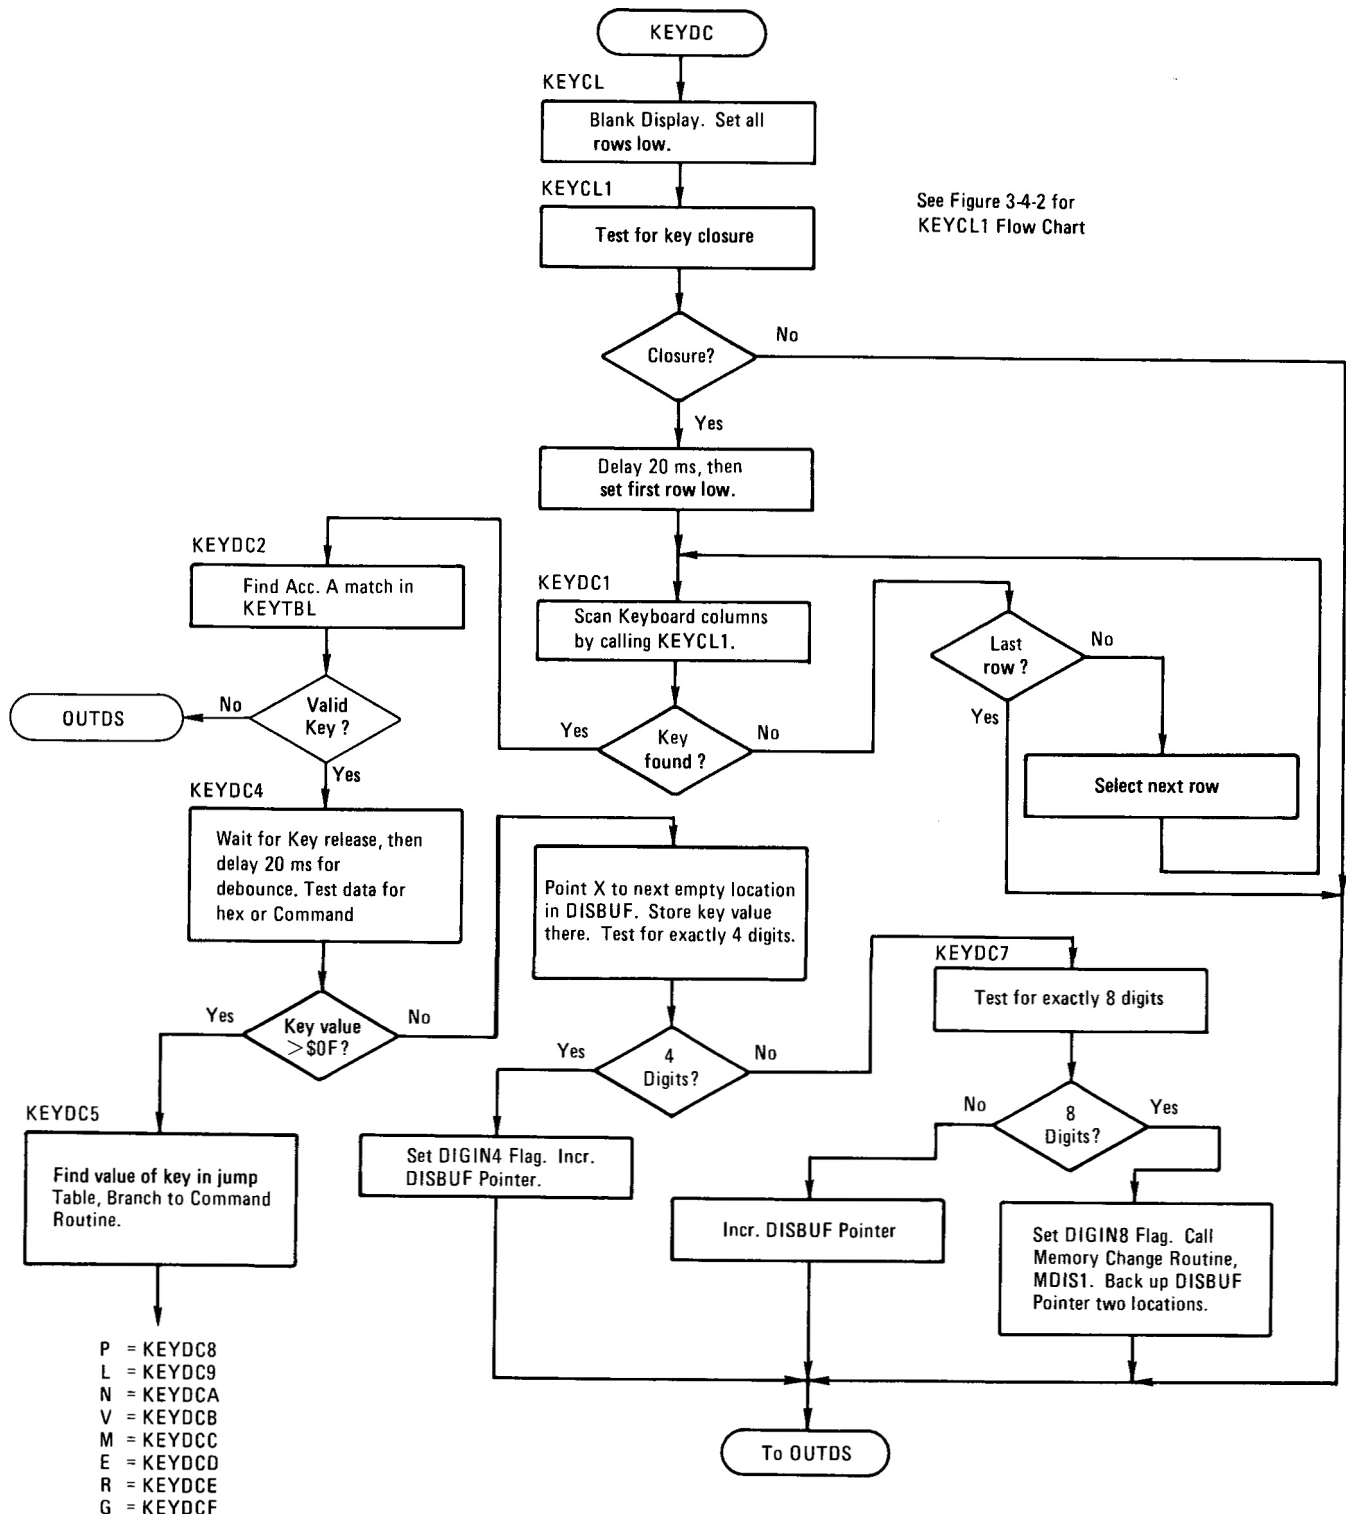 KEYDC
KEYCL
Blank Display. Set all
rows low.
KEYCL1
Test for key closure
See Figure 3-4-2 for
KEYCL1 Flow Chart
Closure?
No
Yes
Delay 20 ms, then
set first row low.
KEYDC2
Find Acc. A match in
KEYTBL
KEYDC1
Scan Keyboard columns
by calling KEYCL1.
Last
row ?
No
Yes
OUTDS
No
Valid
Key ?
Yes
Yes
Key
found ?
No
Select next row
KEYDC4
Wait for Key release, then
delay 20 ms for
debounce. Test data for
hex or Command
Point X to next empty location
in DISBUF. Store key value
there. Test for exactly 4 digits.
KEYDC7
Test for exactly 8 digits
Yes
Key value
>$0F?
No
Yes
4
Digits?
No
No
8
Digits?
Yes
KEYDC5
Find value of key in jump
Table, Branch to Command
Routine.
Set DIGIN4 Flag. Incr.
DISBUF Pointer.
Incr. DISBUF Pointer
Set DIGIN8 Flag. Call
Memory Change Routine,
MDIS1. Back up DISBUF
Pointer two locations.
P = KEYDC8
L = KEYDC9
N = KEYDCA
V = KEYDCB
M = KEYDCC
E = KEYDCD
R = KEYDCE
G = KEYDCF
To OUTDS